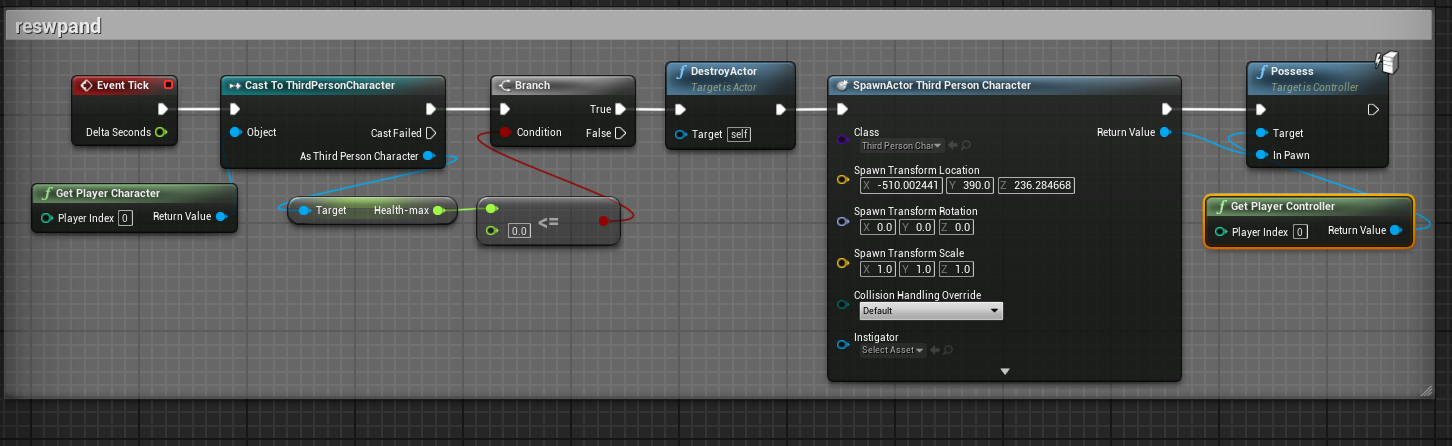 reswpand
Event Tick
Delta Seconds
Cast To ThirdPersonCharacter
Object
Cast Failed
As Third Person Character
Get Player Character
Player Index 0
Return Value
Target
Health-max
0.0
<=
Branch
True
Condition
False
DestroyActor
Target is Actor
Target self
SpawnActor Third Person Character
Class
Third Person Char
Return Value
Spawn Transform Location
X -510.002441 Y 390.0 Z 236.284668
Spawn Transform Rotation
X 0.0 Y 0.0 Z 0.0
Spawn Transform Scale
X 1.0 Y 1.0 Z 1.0
Collision Handling Override
Default
Instigator
Select Asset
Possess
Target is Controller
Target
In Pawn
Get Player Controller
Player Index 0
Return Value